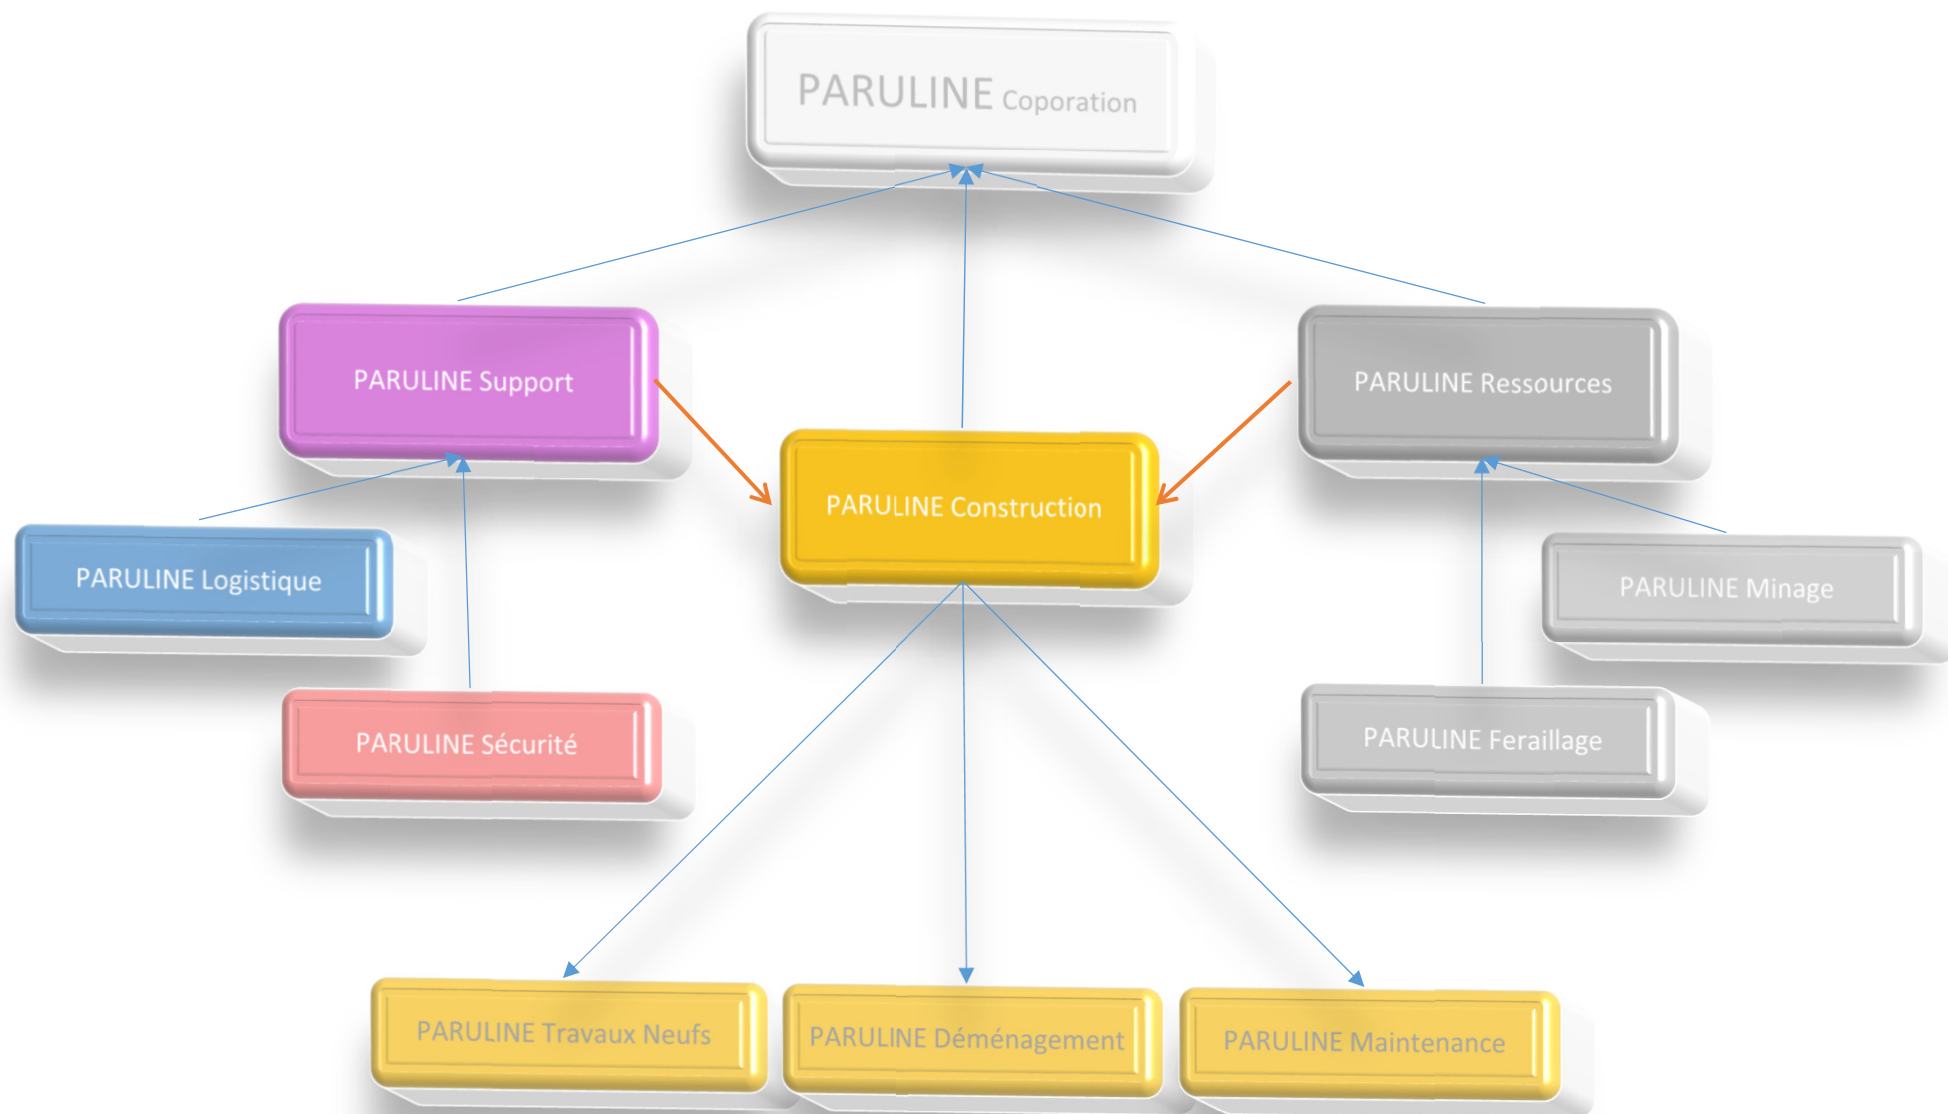 PARULINE Coporation
PARULINE Support
PARULINE Ressources
PARULINE Construction
PARULINE Logistique
PARULINE Minage
PARULINE Sécurité
PARULINE Feraillage
PARULINE Travaux Neufs
PARULINE Déménagement
PARULINE Maintenance